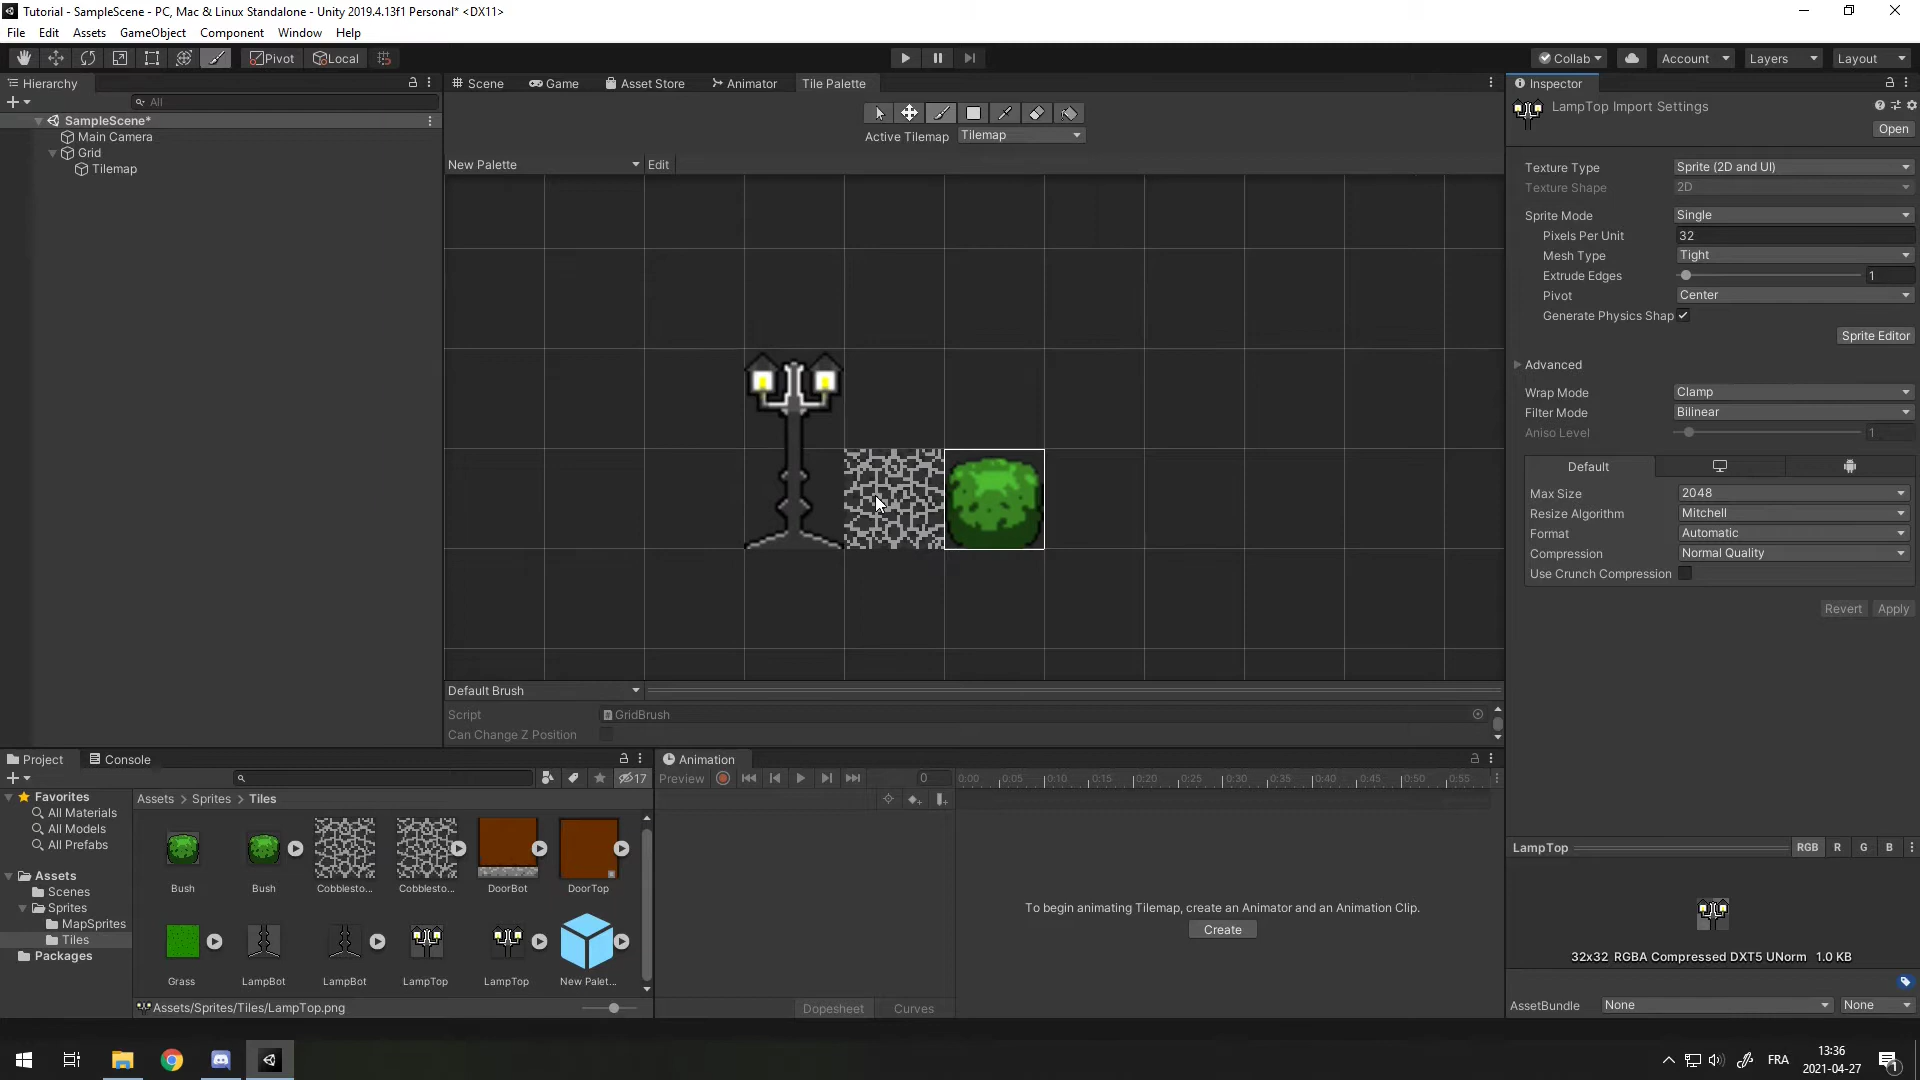 Tutorial - SampleScene - PC, Mac & Linux Standalone - Unity 2019.4.13f1 Personal* <DX11>
File Edit Assets GameObject Component Window Help
Pivot Local
Collab Account Layers Layout
Hierarchy
All
SampleScene*
Main Camera
Grid
Tilemap
Scene Game Asset Store Animator Tile Palette
Active Tilemap Tilemap
New Palette Edit
Default Brush
Script GridBrush
Can Change Z Position
Inspector
LampTop Import Settings
Open
Texture Type Sprite (2D and UI)
Texture Shape 2D
Sprite Mode Single
Pixels Per Unit 32
Mesh Type Tight
Extrude Edges 1
Pivot Center
Generate Physics Shap
Sprite Editor
Advanced
Wrap Mode Clamp
Filter Mode Bilinear
Aniso Level 1
Default
Max Size 2048
Resize Algorithm Mitchell
Format Automatic
Compression Normal Quality
Use Crunch Compression
Revert Apply
LampTop RGB R G B
32x32 RGBA Compressed DXT5 UNorm 1.0 KB
AssetBundle None None
Project Console
17
Favorites
All Materials
All Models
All Prefabs
Assets
Scenes
Sprites
MapSprites
Tiles
Packages
Assets > Sprites > Tiles
Bush Bush Cobblesto... Cobblesto... DoorBot DoorTop
Grass LampBot LampBot LampTop LampTop New Palet...
Assets/Sprites/Tiles/LampTop.png
Animation
Preview 0 0:00 0:05 0:10 0:15 0:20 0:25 0:30 0:35 0:40 0:45 0:50 0:55
To begin animating Tilemap, create an Animator and an Animation Clip.
Create
Dopesheet Curves
FRA
13:36
2021-04-27
1